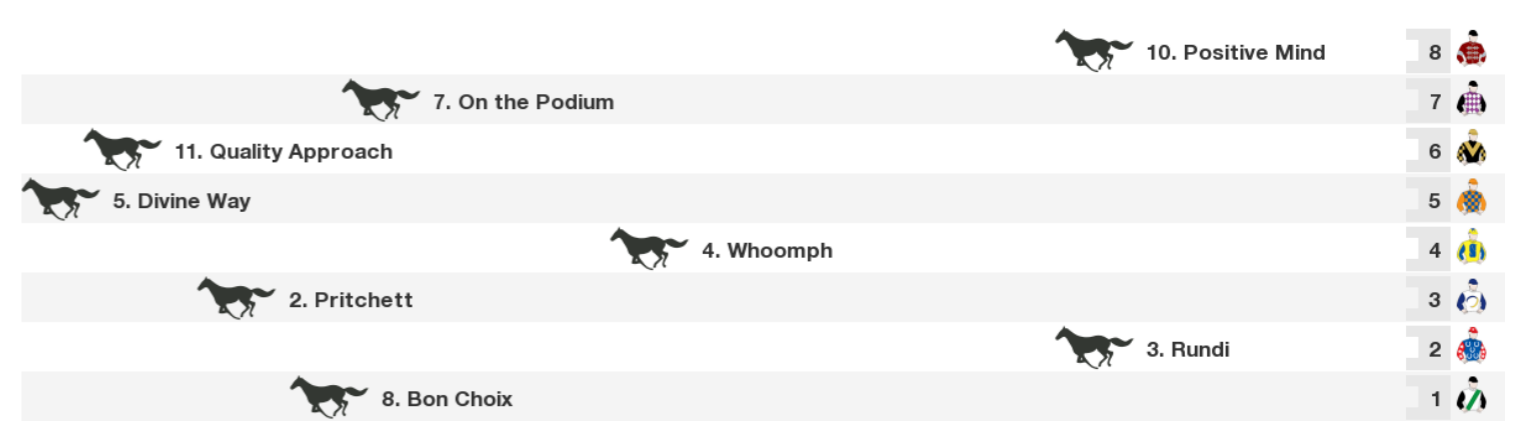 10. Positive Mind 8
7. On the Podium 7
11. Quality Approach 6
5. Divine Way 5
4. Whoomph 4
2. Pritchett 3
3. Rundi 2
8. Bon Choix 1